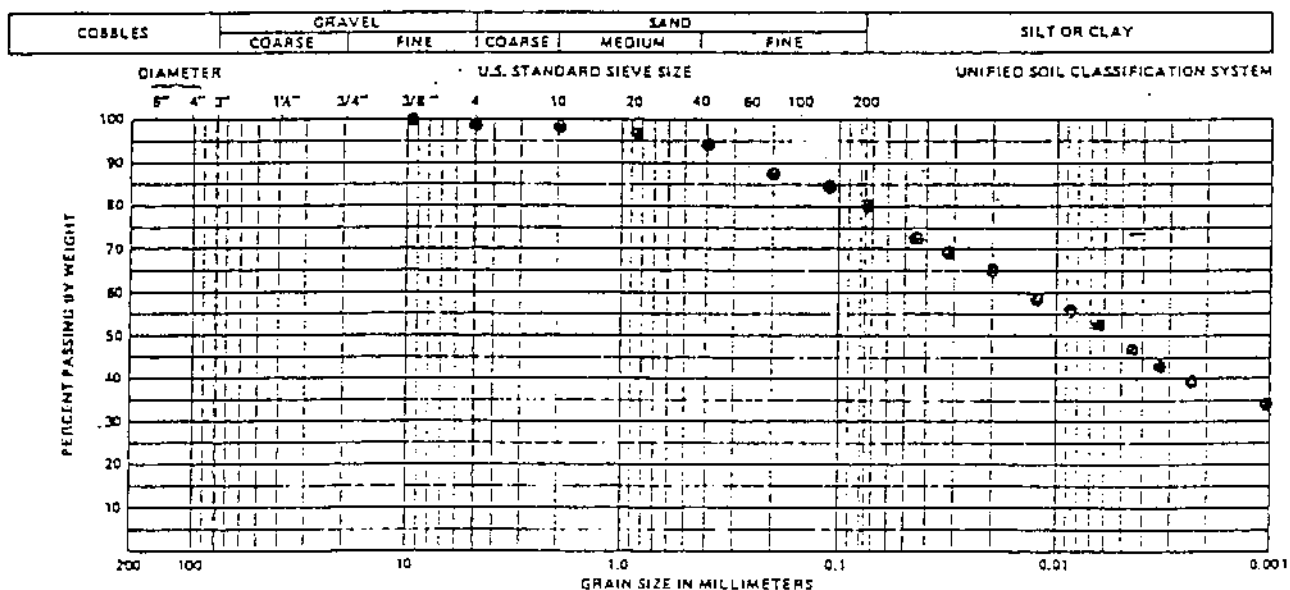 COBBLES GRAVEL SAND SILT OR CLAY
COARSE FINE COARSE MEDIUM FINE
DIAMETER U.S. STANDARD SIEVE SIZE UNIFIED SOIL CLASSIFICATION SYSTEM
4" 3" 1½" 3/4" 3/8" 4 10 20 40 60 100 200
100
90
80
70
60
50
40
30
20
10
PERCENT PASSING BY WEIGHT
200 100 10 1.0 0.1 0.01 0.001
GRAIN SIZE IN MILLIMETERS